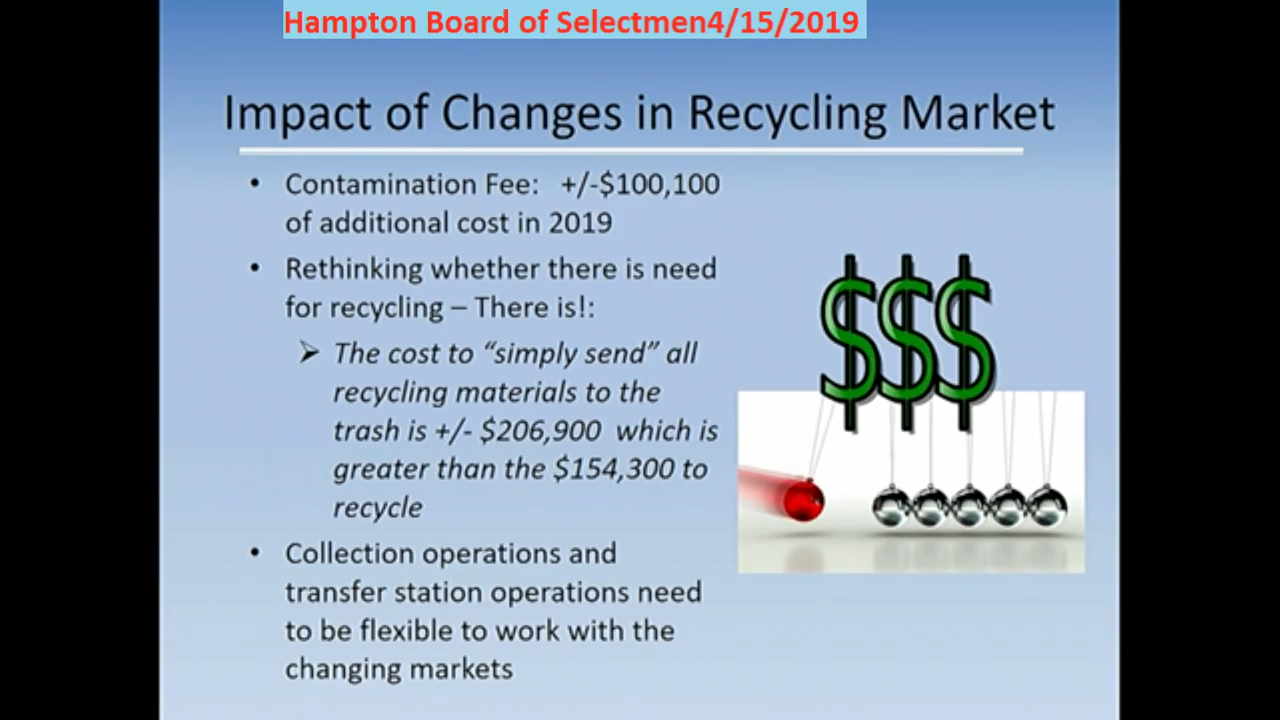 Hampton Board of Selectmen4/15/2019
Impact of Changes in Recycling Market
• Contamination Fee: +/-$100,100
of additional cost in 2019
• Rethinking whether there is need
for recycling – There is!:
➢ The cost to “simply send” all
recycling materials to the
trash is +/- $206,900 which is
greater than the $154,300 to
recycle
• Collection operations and
transfer station operations need
to be flexible to work with the
changing markets
$$$